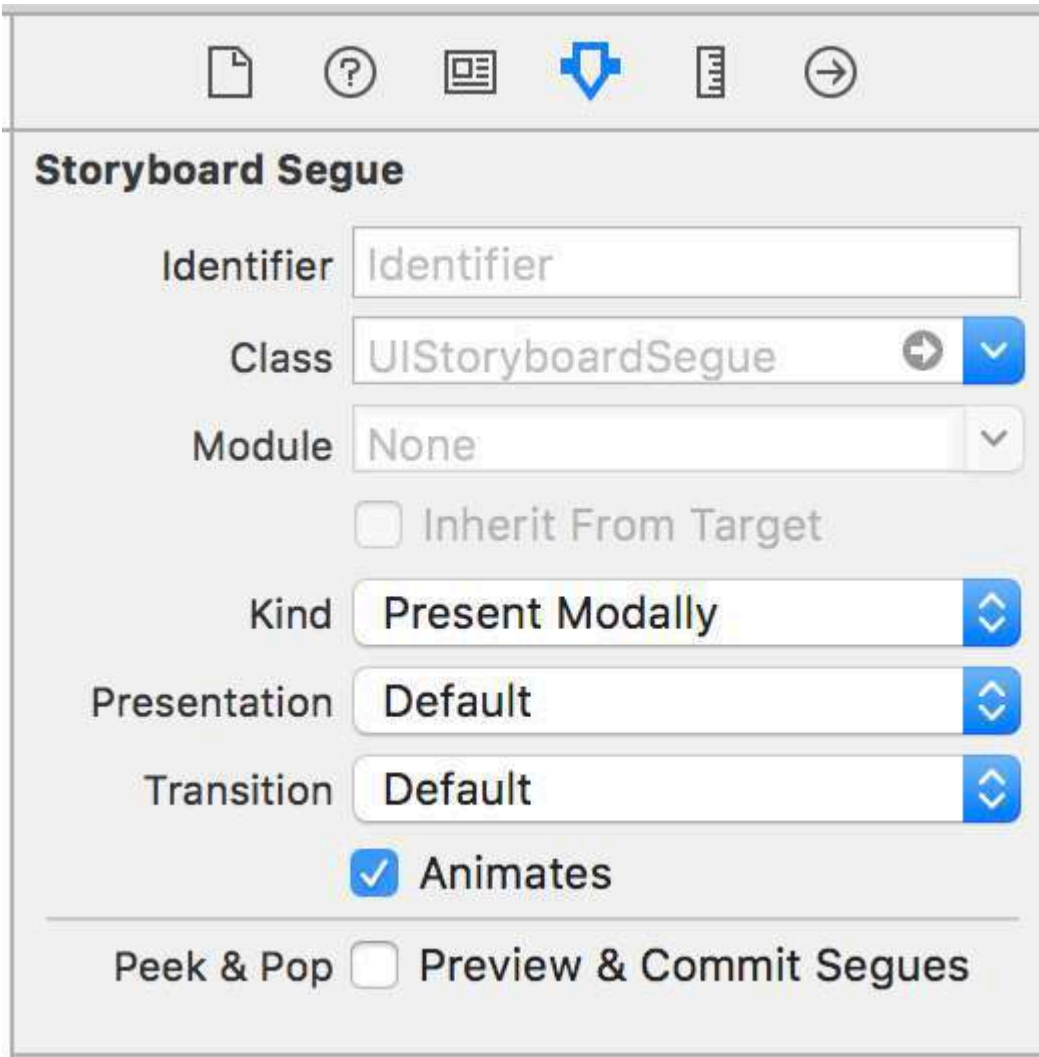 Storyboard Segue
Identifier Identifier
Class UIStoryboardSegue
Module None
Inherit From Target
Kind Present Modally
Presentation Default
Transition Default
Animates
Peek & Pop Preview & Commit Segues